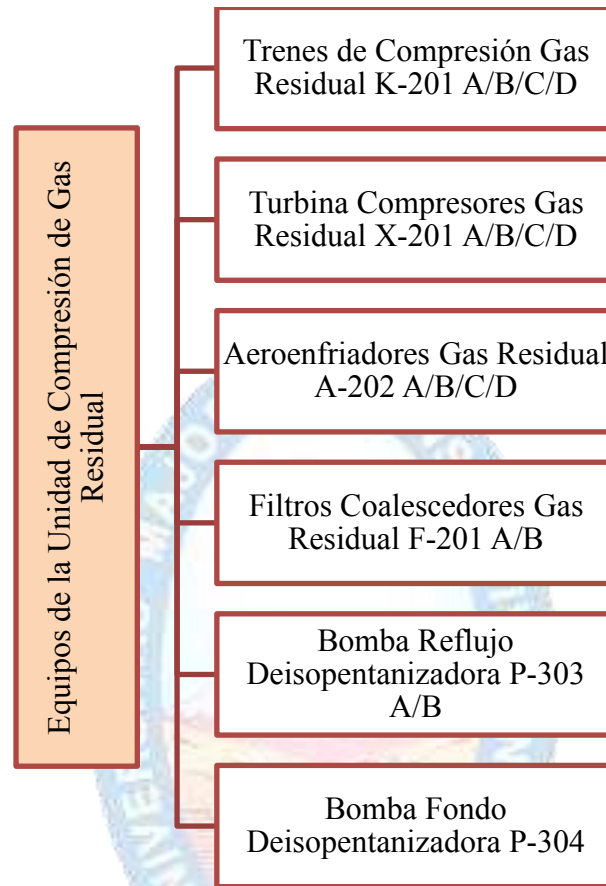 Equipos de la Unidad de Compresión de Gas
Residual
Trenes de Compresión Gas
Residual K-201 A/B/C/D
Turbina Compresores Gas
Residual X-201 A/B/C/D
Aeroenfriadores Gas Residual
A-202 A/B/C/D
Filtros Coalescedores Gas
Residual F-201 A/B
Bomba Reflujo
Deisopentanizadora P-303
A/B
Bomba Fondo
Deisopentanizadora P-304